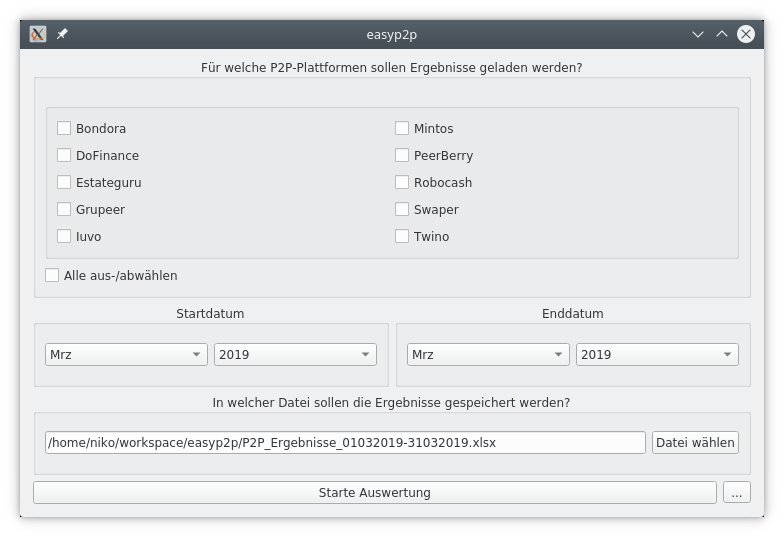 easyp2p
Für welche P2P-Plattformen sollen Ergebnisse geladen werden?
Bondora
Mintos
DoFinance
PeerBerry
Estateguru
Robocash
Grupeer
Swaper
Iuvo
Twino
Alle aus-/abwählen
Startdatum
Enddatum
Mrz 2019
Mrz 2019
In welcher Datei sollen die Ergebnisse gespeichert werden?
/home/niko/workspace/easyp2p/P2P_Ergebnisse_01032019-31032019.xlsx
Datei wählen
Starte Auswertung
...